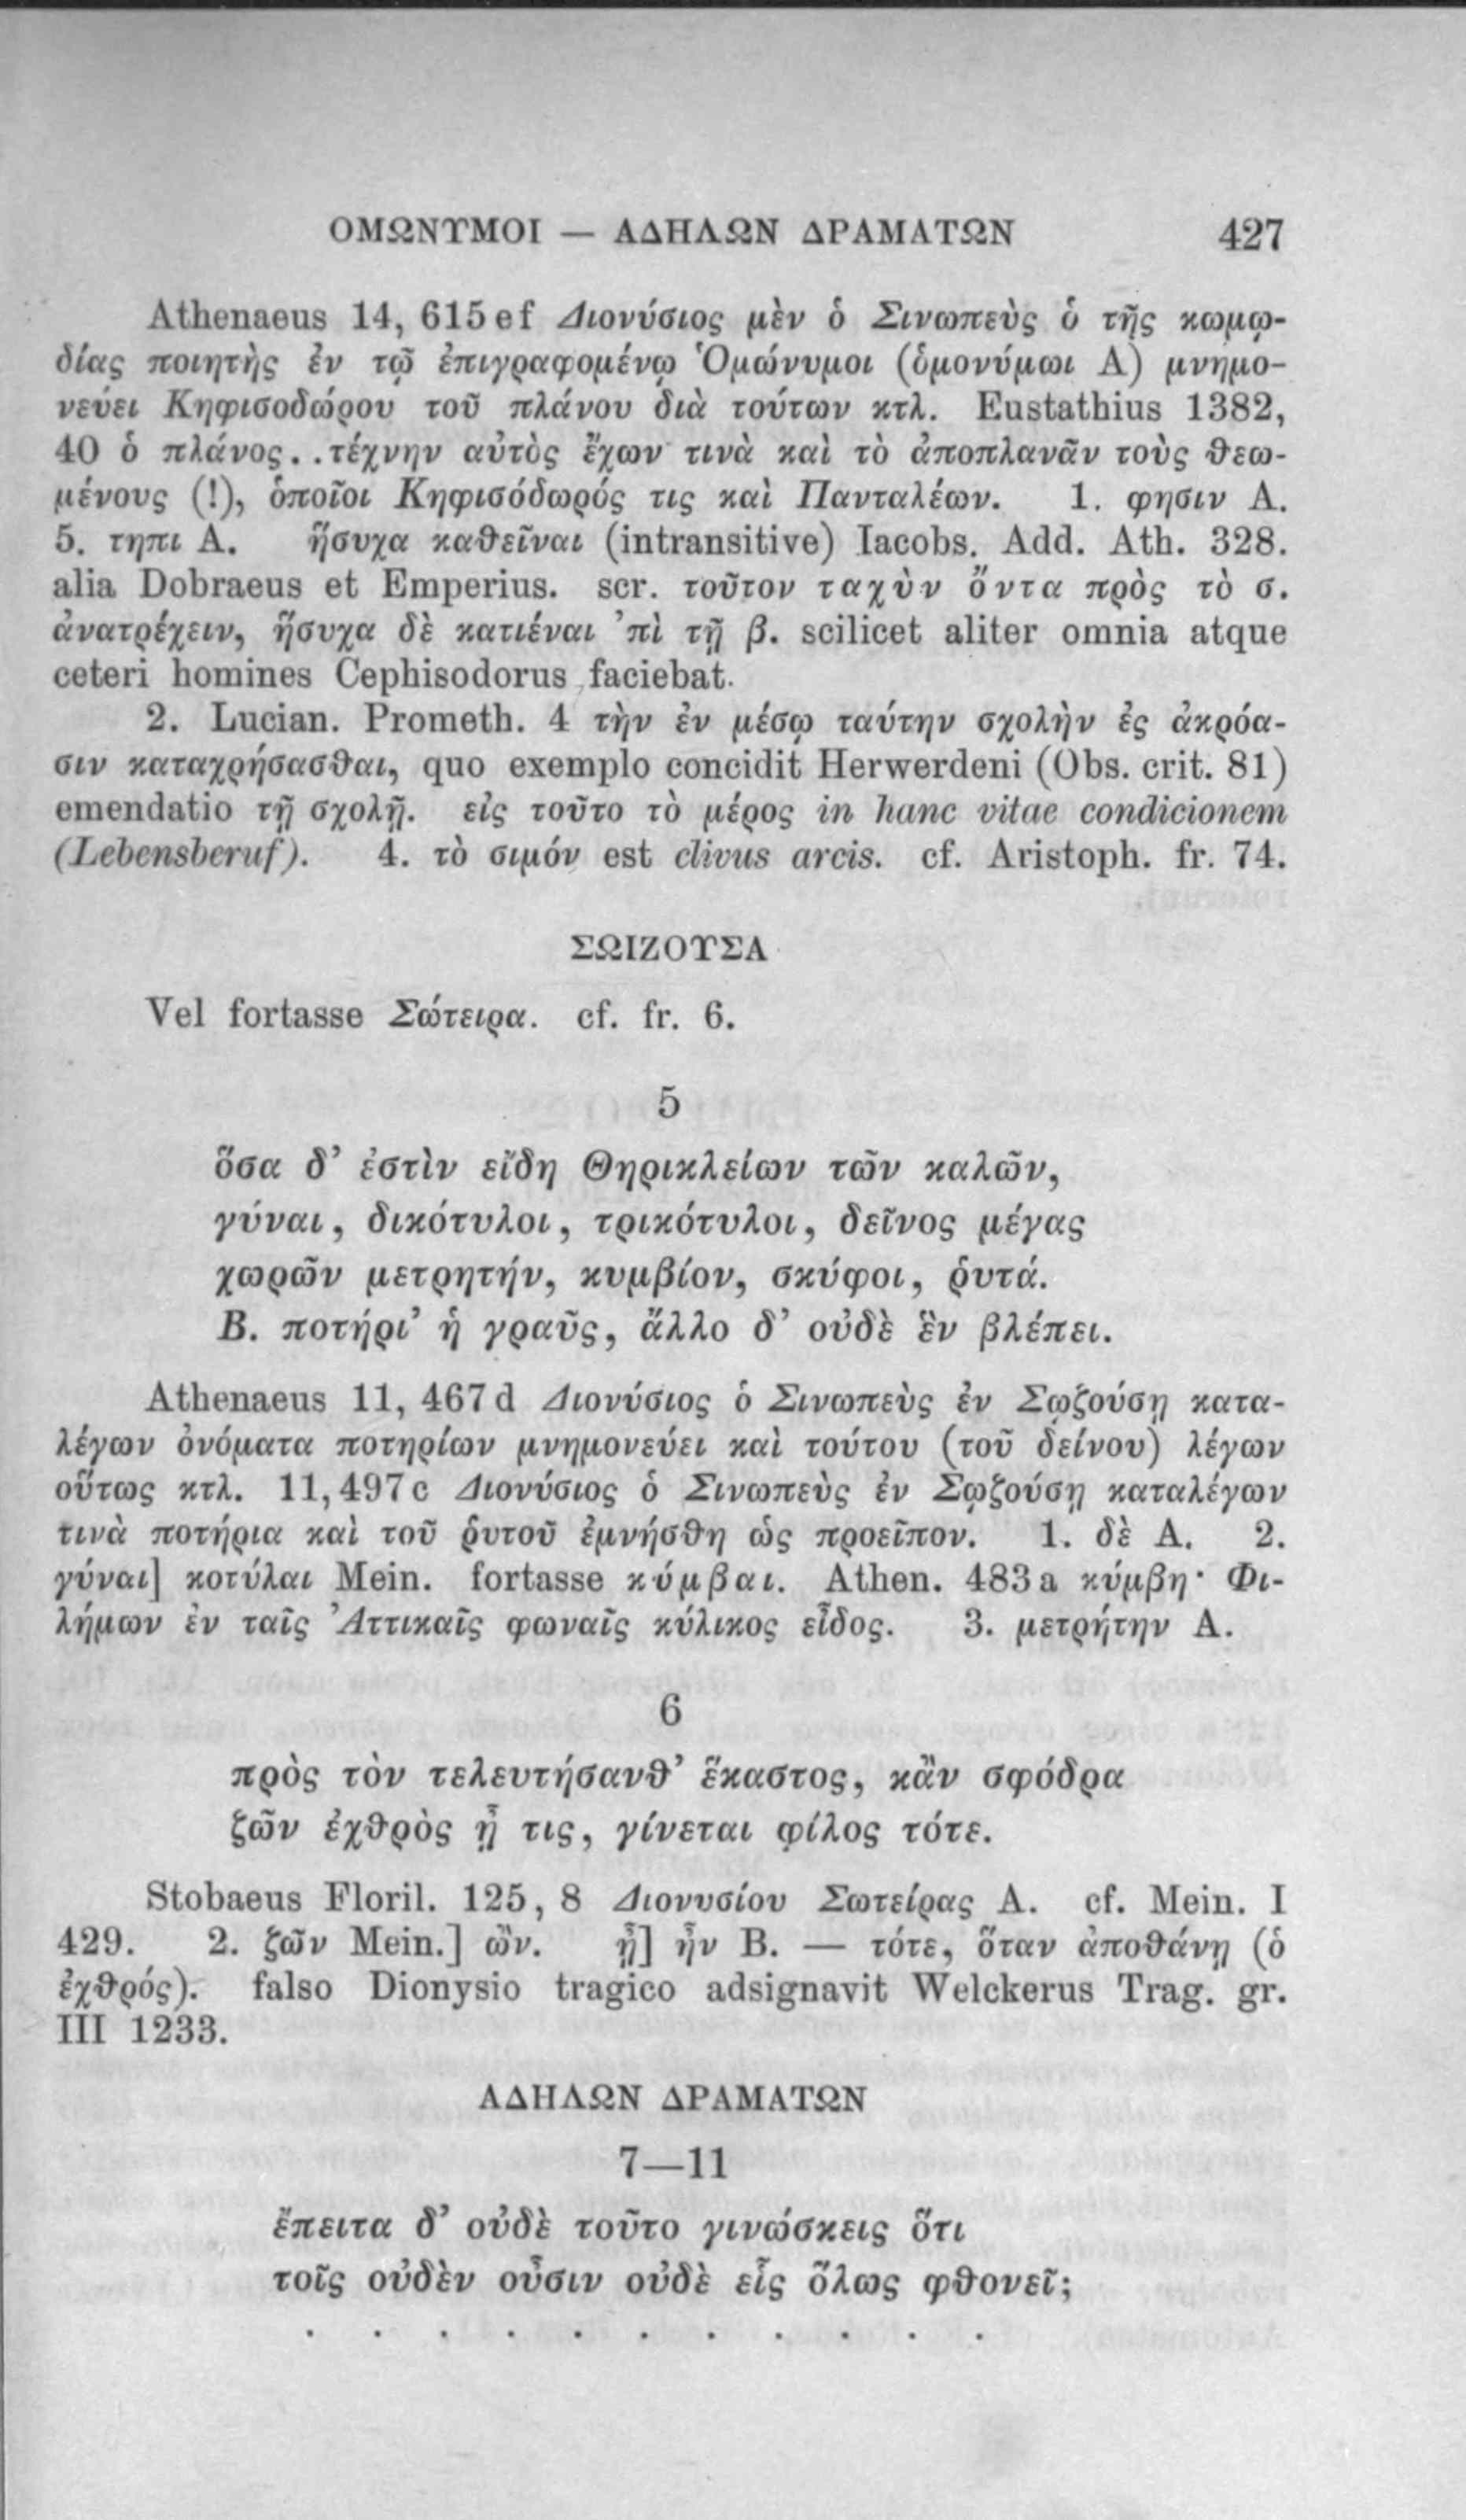 ΟΜΩΝΥΜΟΙ — ΑΔΗΛΩΝ ΔΡΑΜΑΤΩΝ 427
Athenaeus 14, 615 ef Διονύσιος μὲν ὁ Σινωπεὺς ὁ τῆς κωμῳ-
δίας ποιητὴς ἐν τῷ ἐπιγραφομένῳ Ὁμώνυμοι (ὁμονύμωι A) μνημο-
νεύει Κηφισοδώρου τοῦ πλάνου διὰ τούτων κτλ. Eustathius 1382,
40 ὁ πλάνος. . τέχνην αὐτὸς ἔχων τινὰ καὶ τὸ ἀποπλανᾶν τοὺς θεω-
μένους (!), ὁποῖοι Κηφισόδωρός τις καὶ Πανταλέων. 1. φησιν A.
5. τηπι A. ἥσυχα καθεῖναι (intransitive) Iacobs. Add. Ath. 328.
alia Dobraeus et Emperius. scr. τοῦτον ταχὺν ὄντα πρὸς τὸ σ.
ἀνατρέχειν, ἥσυχα δὲ κατιέναι ’πὶ τῇ β. scilicet aliter omnia atque
ceteri homines Cephisodorus faciebat.
2. Lucian. Prometh. 4 τὴν ἐν μέσῳ ταύτην σχολὴν ἐς ἀκρόα-
σιν καταχρήσασθαι, quo exemplo concidit Herwerdeni (Obs. crit. 81)
emendatio τῇ σχολῇ. εἰς τοῦτο τὸ μέρος in hanc vitae condicionem
(Lebensberuf). 4. τὸ σιμόν est clivus arcis. cf. Aristoph. fr. 74.
ΣΩΙΖΟΥΣΑ
Vel fortasse Σώτειρα. cf. fr. 6.
5
ὅσα δ’ ἐστὶν εἴδη Θηρικλείων τῶν καλῶν,
γύναι, δικότυλοι, τρικότυλοι, δεῖνος μέγας
χωρῶν μετρητήν, κυμβίον, σκύφοι, ῥυτά.
Β. ποτήρι’ ἡ γραῦς, ἄλλο δ’ οὐδὲ ἓν βλέπει.
Athenaeus 11, 467 d Διονύσιος ὁ Σινωπεὺς ἐν Σῳζούσῃ κατα-
λέγων ὀνόματα ποτηρίων μνημονεύει καὶ τούτου (τοῦ δείνου) λέγων
οὕτως κτλ. 11, 497 c Διονύσιος ὁ Σινωπεὺς ἐν Σῳζούσῃ καταλέγων
τινὰ ποτήρια καὶ τοῦ ῥυτοῦ ἐμνήσθη ὡς προεῖπον. 1. δὲ A. 2.
γύναι] κοτύλαι Mein. fortasse κύμβαι. Athen. 483 a κύμβη· Φι-
λήμων ἐν ταῖς Ἀττικαῖς φωναῖς κύλικος εἶδος. 3. μετρήτην A.
6
πρὸς τὸν τελευτήσανθ’ ἕκαστος, κἂν σφόδρα
ζῶν ἐχθρὸς ᾖ τις, γίνεται φίλος τότε.
Stobaeus Floril. 125, 8 Διονυσίου Σωτείρας A. cf. Mein. I
429. 2. ζῶν Mein.] ὢν. ᾖ] ἦν B. — τότε, ὅταν ἀποθάνῃ (ὁ
ἐχθρός). falso Dionysio tragico adsignavit Welckerus Trag. gr.
III 1233.
ΑΔΗΛΩΝ ΔΡΑΜΑΤΩΝ
7—11
ἔπειτα δ’ οὐδὲ τοῦτο γινώσκεις ὅτι
τοῖς οὐδὲν οὖσιν οὐδὲ εἷς ὅλως φθονεῖ;
. . . . . . . . . . .